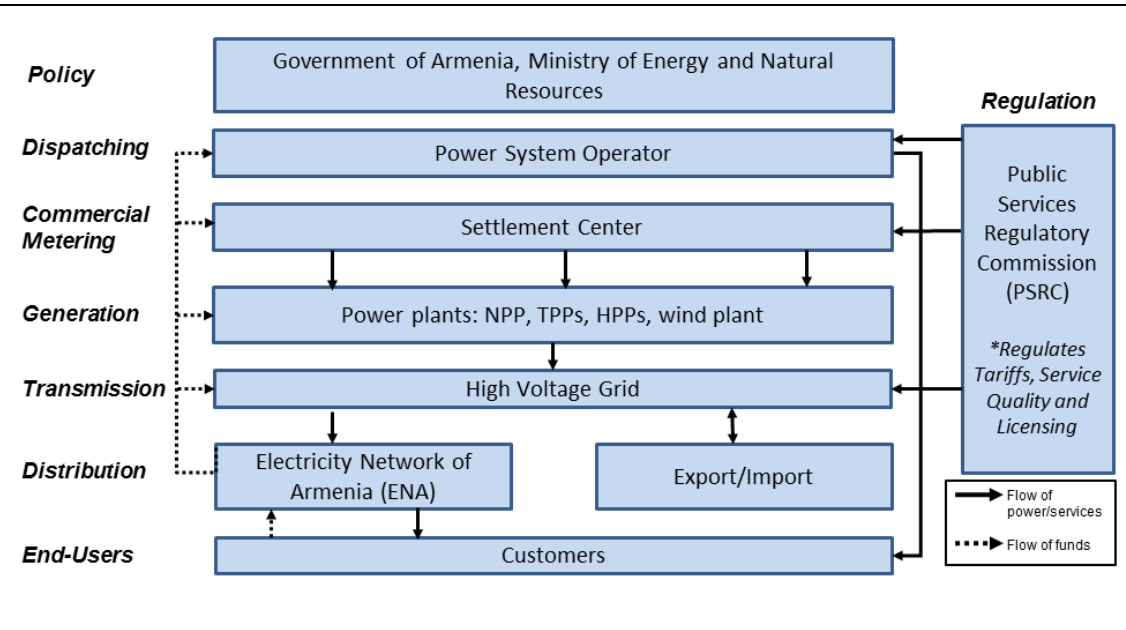 Policy
Government of Armenia, Ministry of Energy and Natural
Resources
Regulation
Dispatching
Power System Operator
Public
Services
Regulatory
Commission
(PSRC)
*Regulates
Tariffs, Service
Quality and
Licensing
Commercial
Metering
Settlement Center
Generation
Power plants: NPP, TPPs, HPPs, wind plant
Transmission
High Voltage Grid
Distribution
Electricity Network of
Armenia (ENA)
Export/Import
End-Users
Customers
Flow of
power/services
Flow of funds